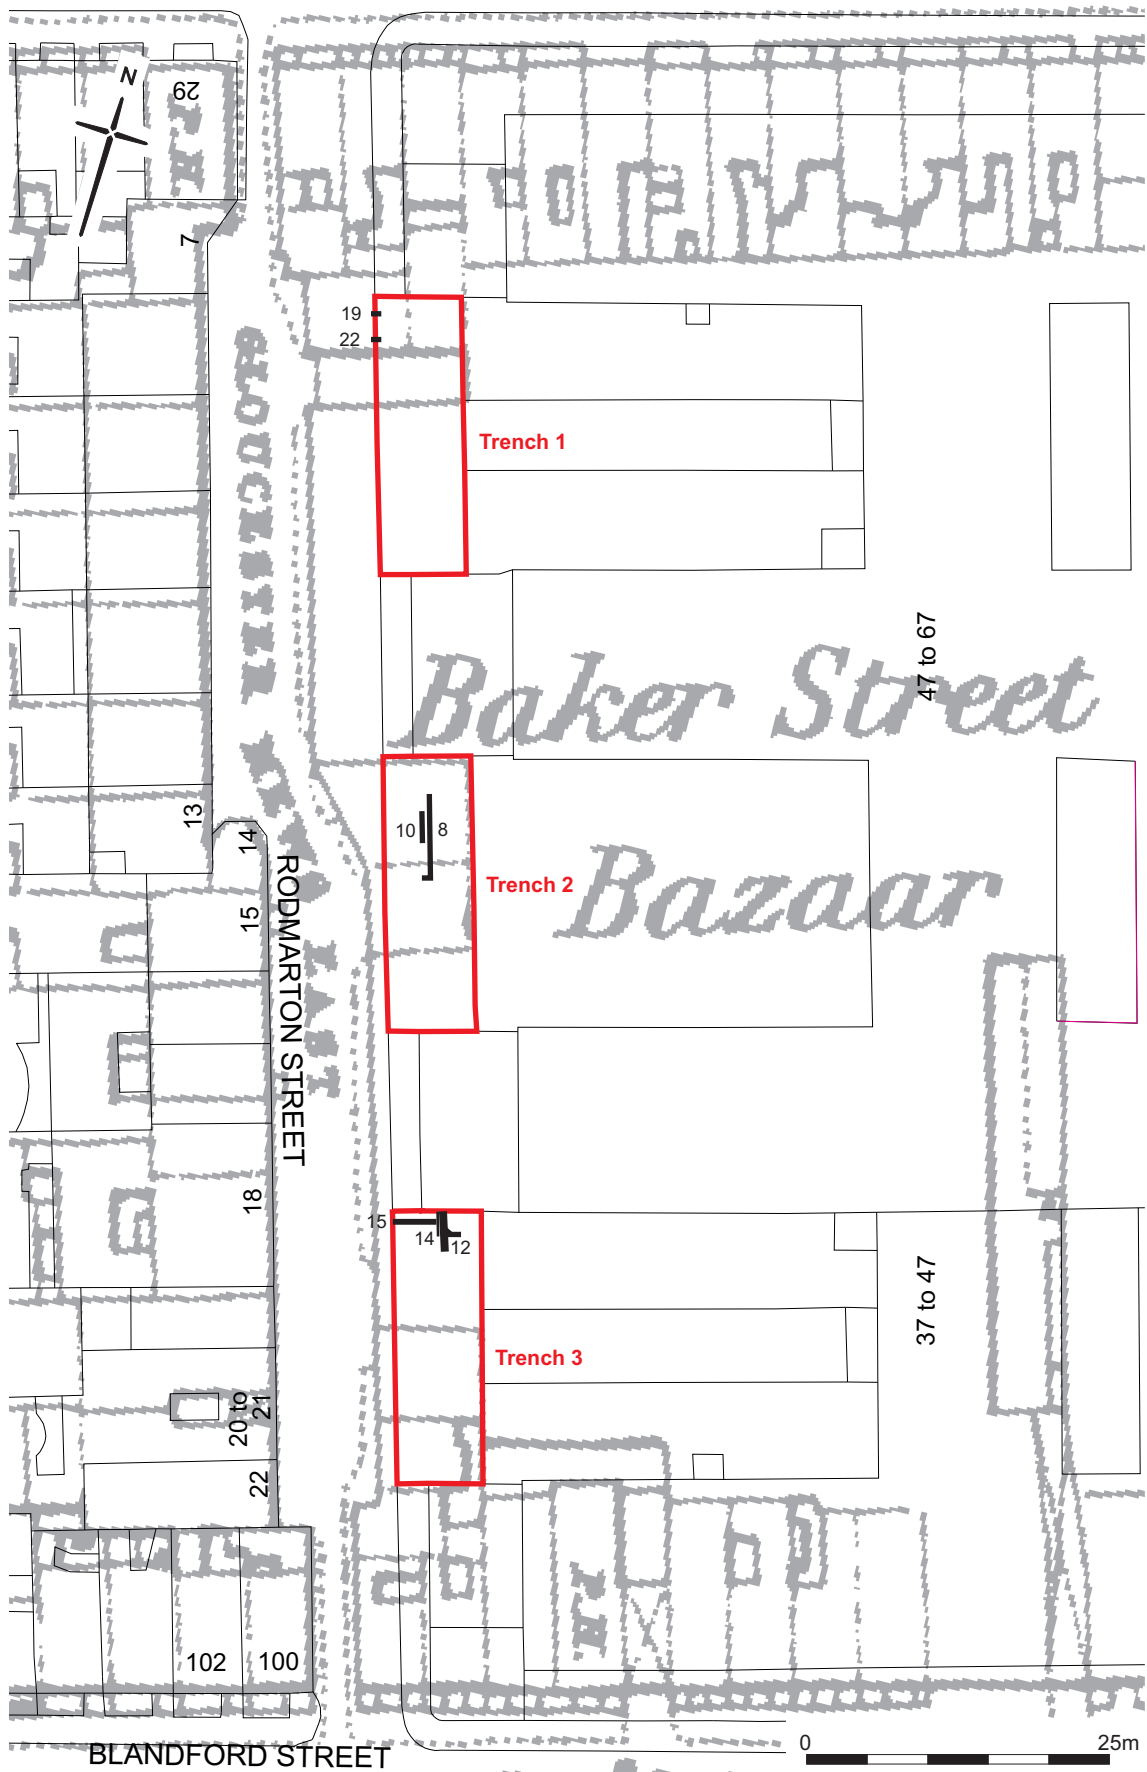 N
29
P.H
7
19
22
GLOUCESTER
Trench 1
47 to 67
Baker Street
13
14
10
8
Trench 2
Bazaar
15
RODMARTON STREET
18
15
14
12
37 to 47
Trench 3
20 to
21
22
P.H
102
100
0
25m
BLANDFORD STREET